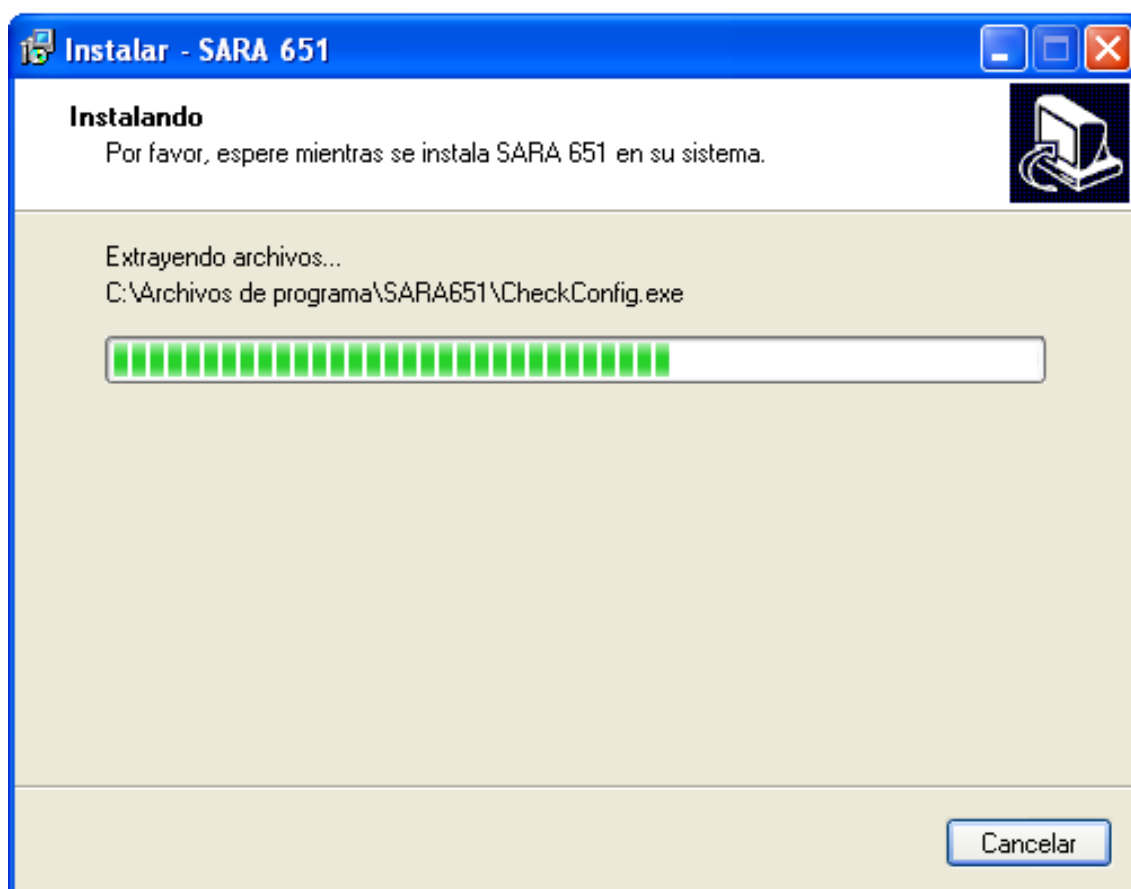 Instalar - SARA 651
Instalando
Por favor, espere mientras se instala SARA 651 en su sistema.
Extrayendo archivos...
C:\Archivos de programa\SARA651\CheckConfig.exe
Cancelar